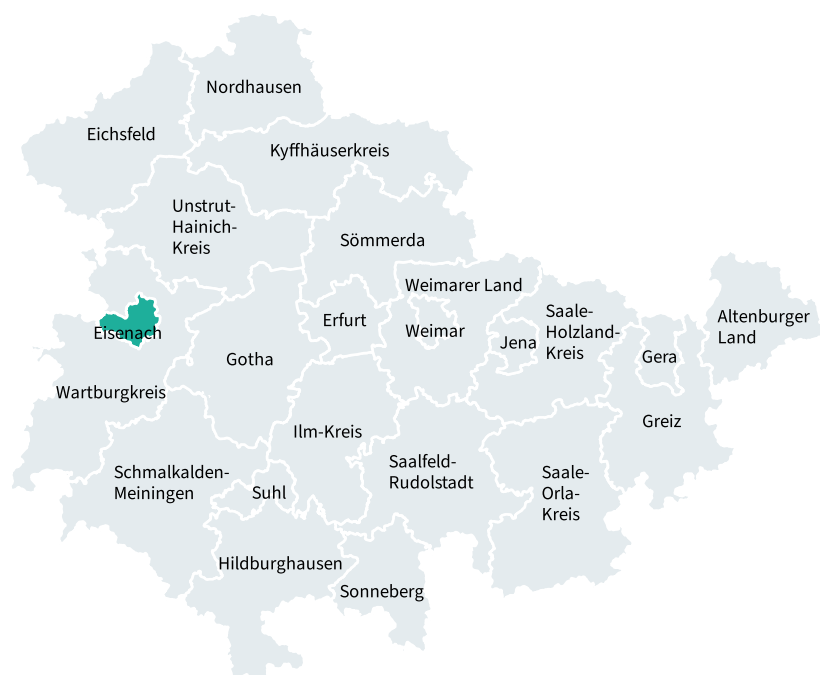 Nordhausen
Eichsfeld
Kyffhäuserkreis
Unstrut-
Hainich-
Kreis
Sömmerda
Weimarer Land
Saale-
Holzland-
Kreis
Altenburger
Land
Eisenach
Erfurt
Weimar
Jena
Gera
Gotha
Wartburgkreis
Ilm-Kreis
Greiz
Schmalkalden-
Meiningen
Suhl
Saalfeld-
Rudolstadt
Saale-
Orla-
Kreis
Hildburghausen
Sonneberg